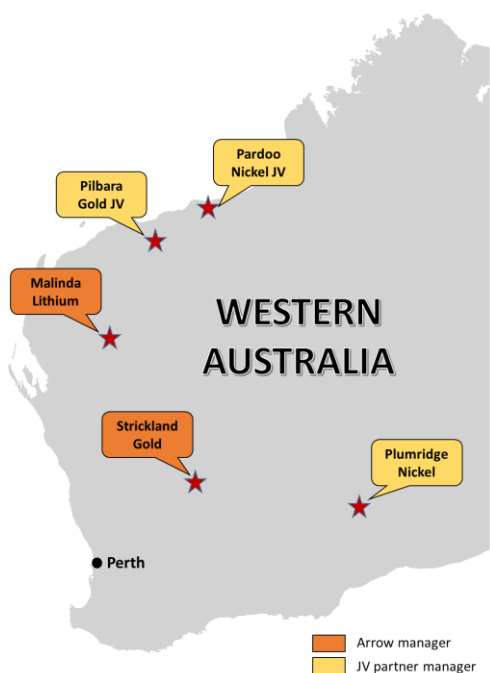 Pardoo
Nickel JV
Pilbara
Gold JV
Malinda
Lithium
WESTERN
AUSTRALIA
Strickland
Gold
Plumridge
Nickel
Perth
Arrow manager
JV partner manager